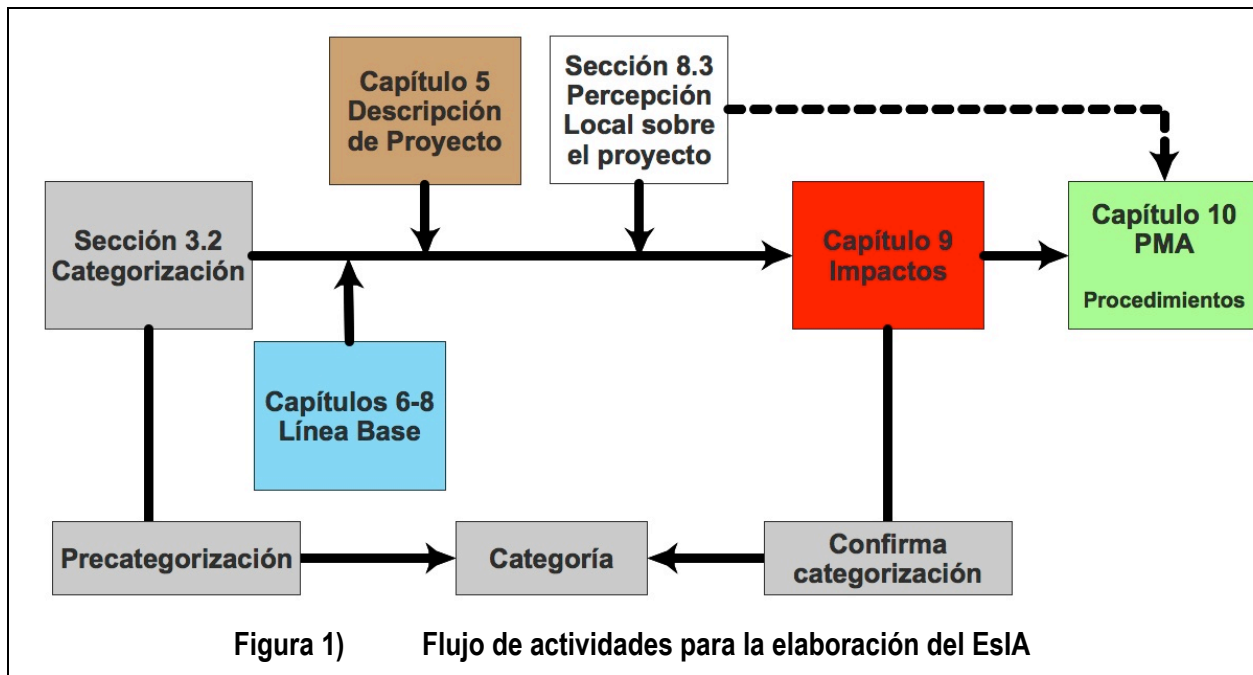 Capítulo 5
Descripción
de Proyecto
Sección 8.3
Percepción
Local sobre
el proyecto
Sección 3.2
Categorización
Capítulo 9
Impactos
Capítulo 10
PMA
Procedimientos
Capítulos 6-8
Línea Base
Precategorización
Categoría
Confirma
categorización
Figura 1) Flujo de actividades para la elaboración del EsIA